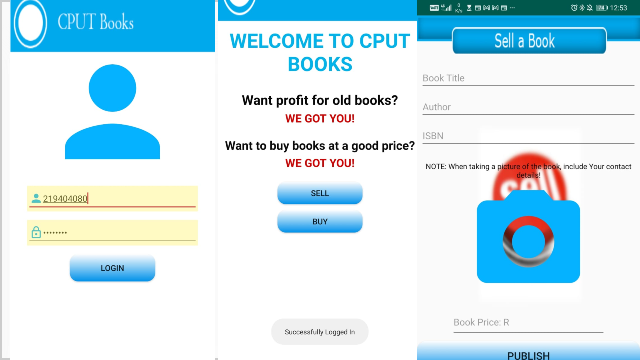 CPUT Books
219404080
••••••••
LOGIN
WELCOME TO CPUT
BOOKS
Want profit for old books?
WE GOT YOU!
Want to buy books at a good price?
WE GOT YOU!
SELL
BUY
Successfully Logged In
12:53
Sell a Book
Book Title
Author
ISBN
NOTE: When taking a picture of the book, include Your contact
details!
Book Price: R
PUBLISH